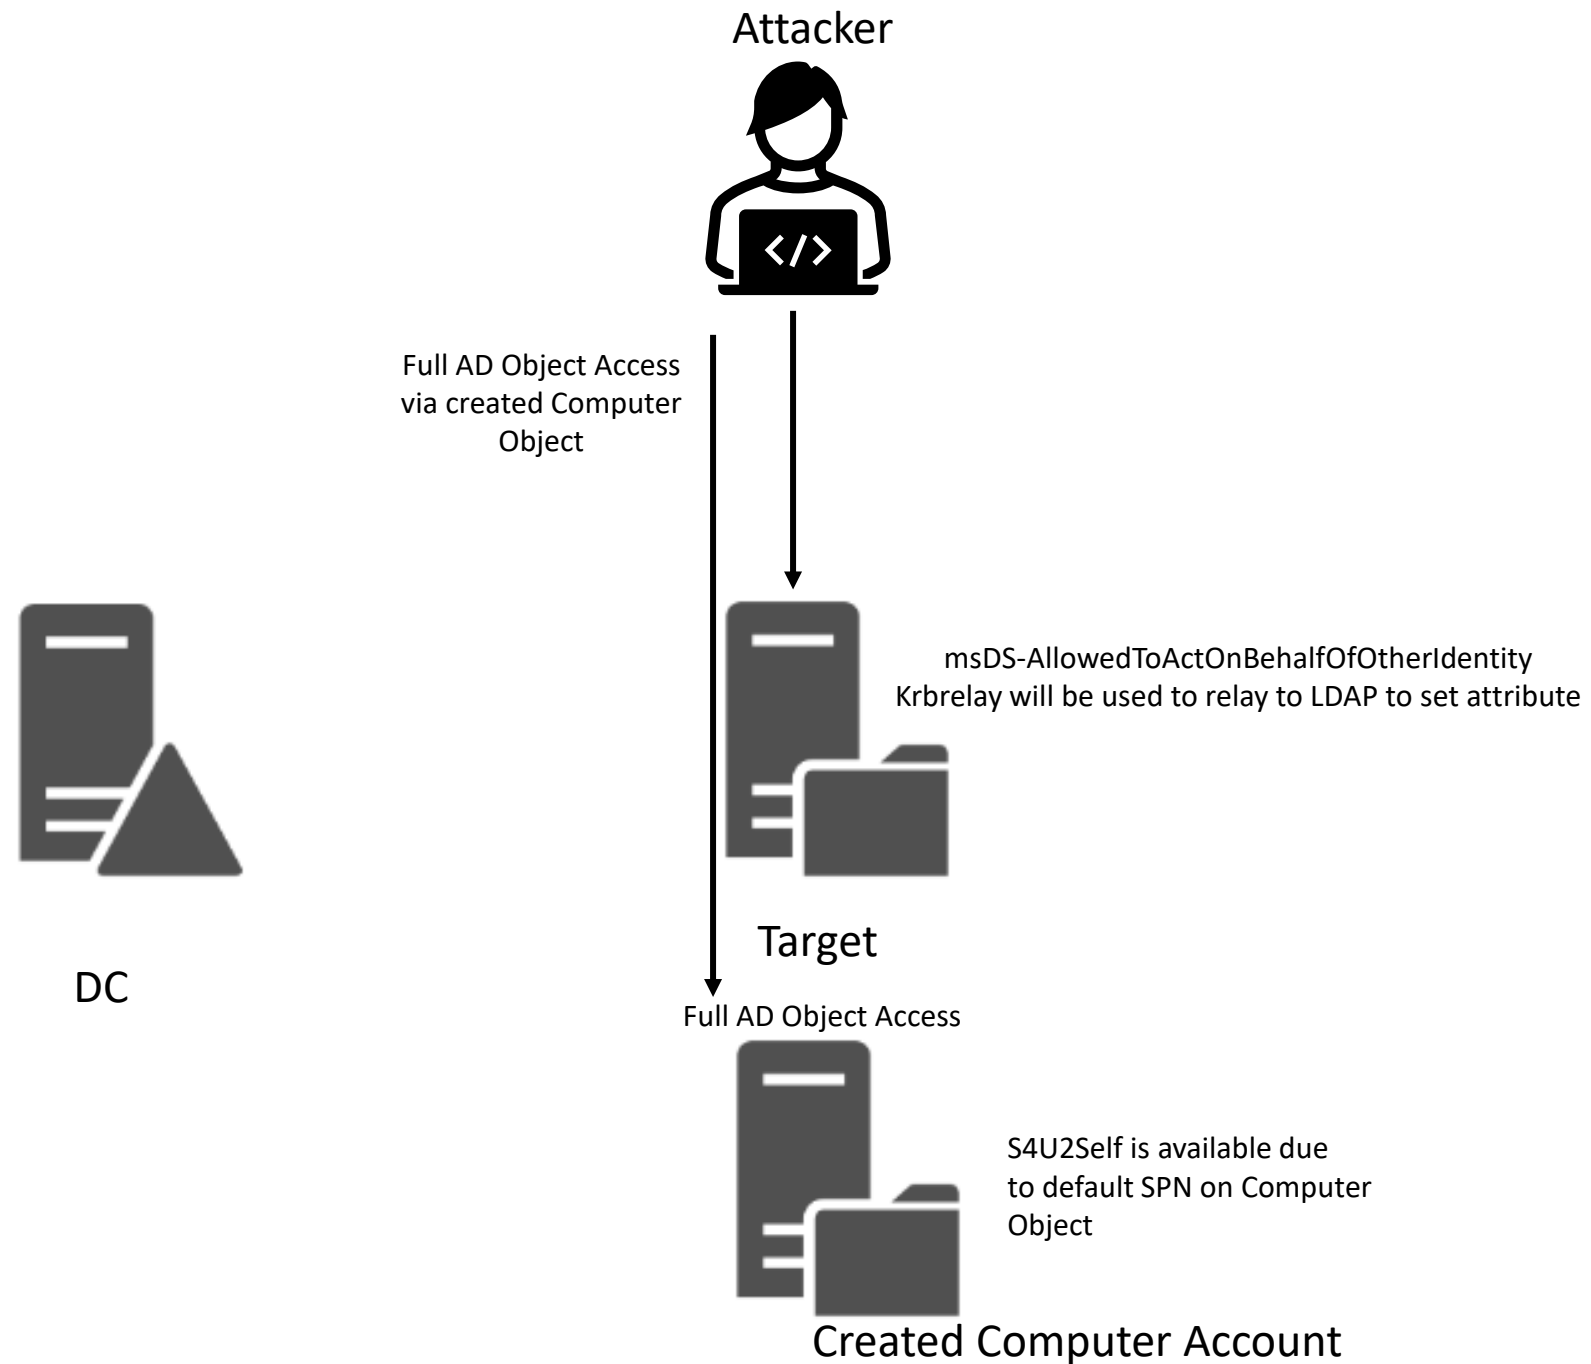 Attacker
</>
Full AD Object Access
via created Computer
Object
msDS-AllowedToActOnBehalfOfOtherIdentity
Krbrelay will be used to relay to LDAP to set attribute
Target
DC
Full AD Object Access
S4U2Self is available due
to default SPN on Computer
Object
Created Computer Account